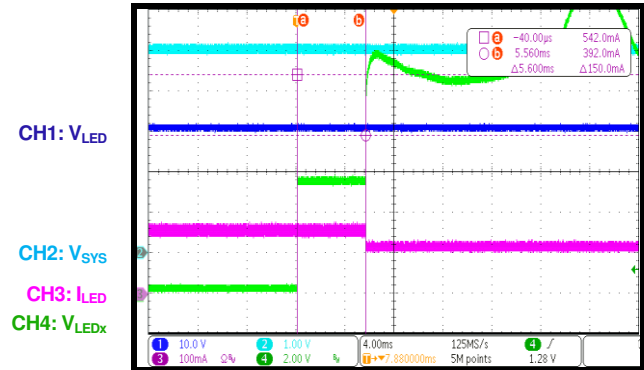 T a b
a -40.00µs 542.0mA
b 5.560ms 392.0mA
Δ5.600ms Δ150.0mA
CH1: VLED
CH2: VSYS
2
CH3: ILED
3
CH4: VLEDx
1 10.0 V 2 1.00 V 4.00ms 125MS/s 4
3 100mA Ω 4 2.00 V T→▼7.880000ms 5M points 1.28 V